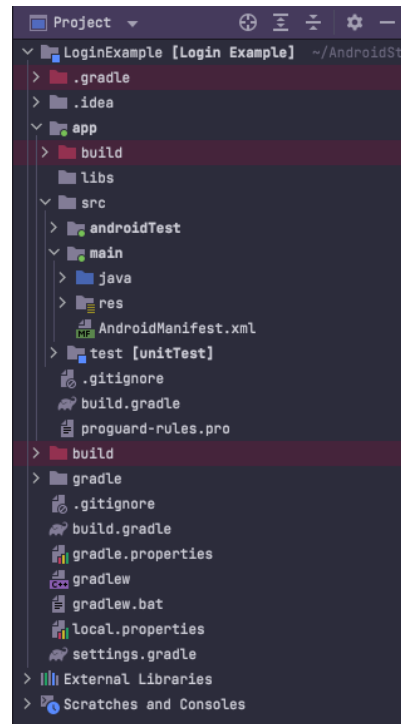 Project
LoginExample [Login Example] ~/AndroidSt
.gradle
.idea
app
build
libs
src
androidTest
main
java
res
MF AndroidManifest.xml
test [unitTest]
.gitignore
build.gradle
proguard-rules.pro
build
gradle
.gitignore
build.gradle
gradle.properties
C++ gradlew
gradlew.bat
local.properties
settings.gradle
External Libraries
Scratches and Consoles